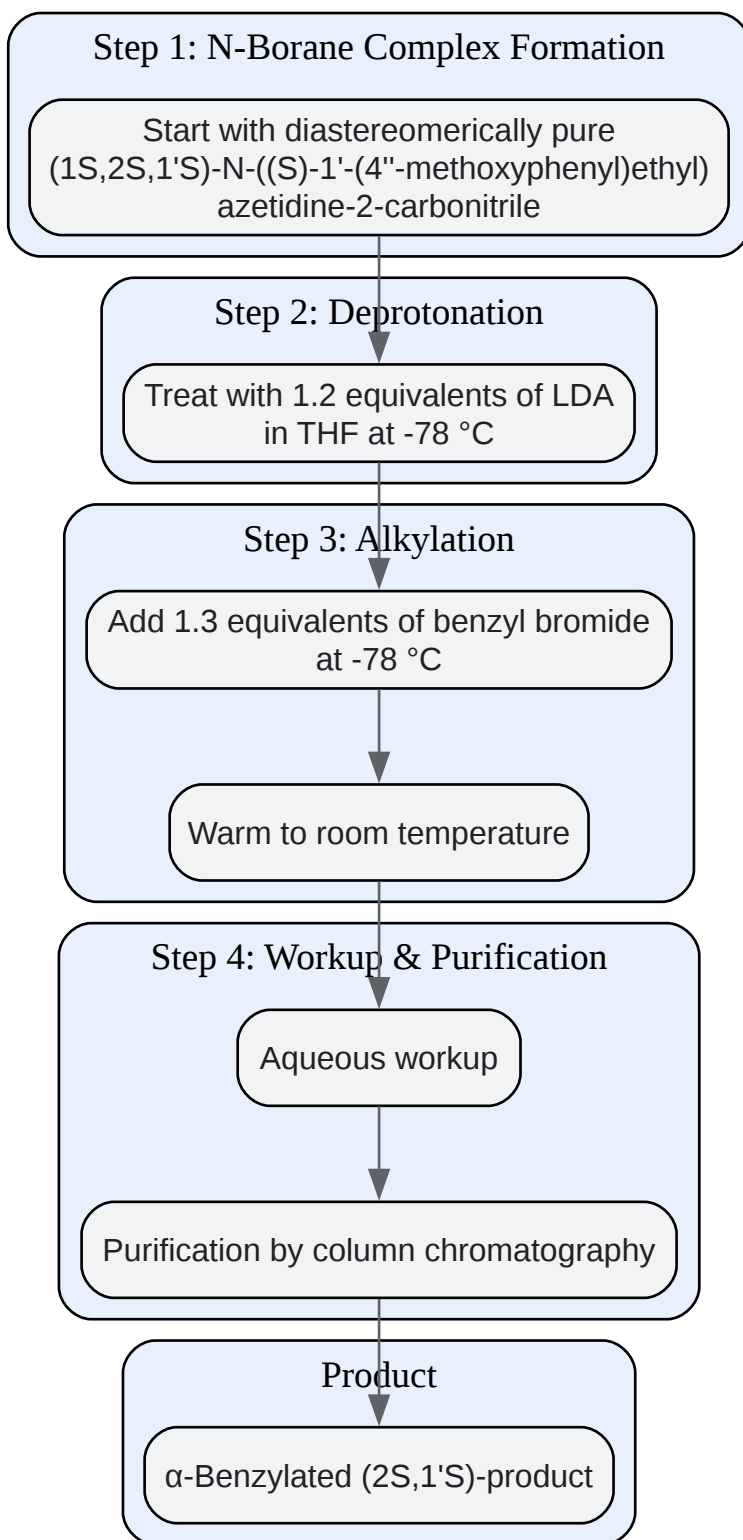 Step 1: N-Borane Complex Formation
Start with diastereomerically pure
(1S,2S,1'S)-N-((S)-1'-(4''-methoxyphenyl)ethyl)
azetidine-2-carbonitrile
Step 2: Deprotonation
Treat with 1.2 equivalents of LDA
in THF at -78 °C
Step 3: Alkylation
Add 1.3 equivalents of benzyl bromide
at -78 °C
Warm to room temperature
Step 4: Workup & Purification
Aqueous workup
Purification by column chromatography
Product
α-Benzylated (2S,1'S)-product